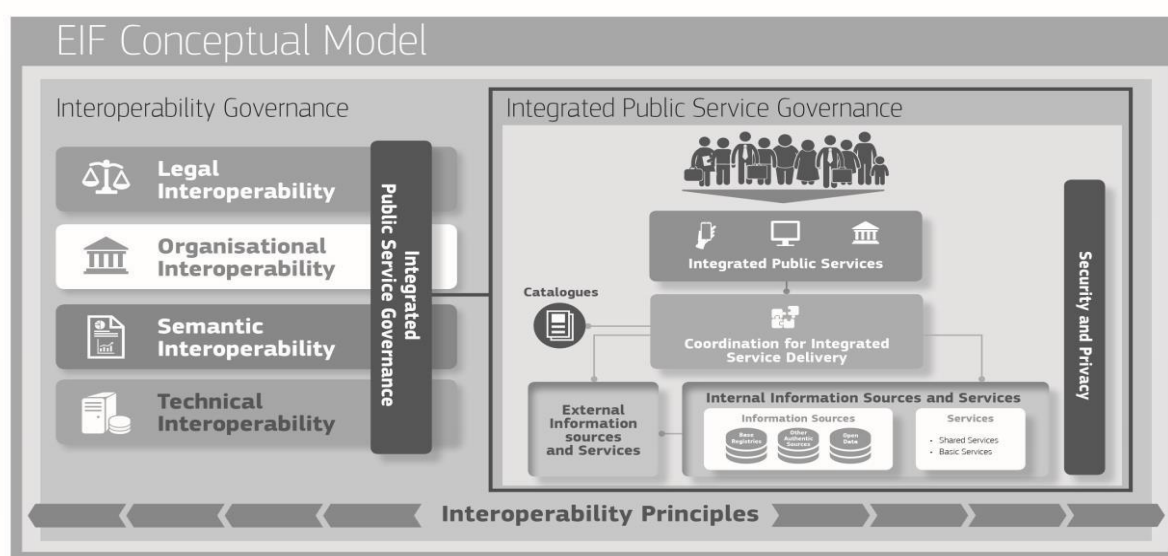 EIF Conceptual Model
Interoperability Governance
Legal
Interoperability
Organisational
Interoperability
Semantic
Interoperability
Technical
Interoperability
Integrated
Public Service Governance
Integrated Public Service Governance
Integrated Public Services
Catalogues
Coordination for Integrated
Service Delivery
External
Information
sources
and Services
Internal Information Sources and Services
Information Sources
Base
Registries
Other
Authentic
Sources
Open
Data
Services
• Shared Services
• Basic Services
Security and Privacy
Interoperability Principles